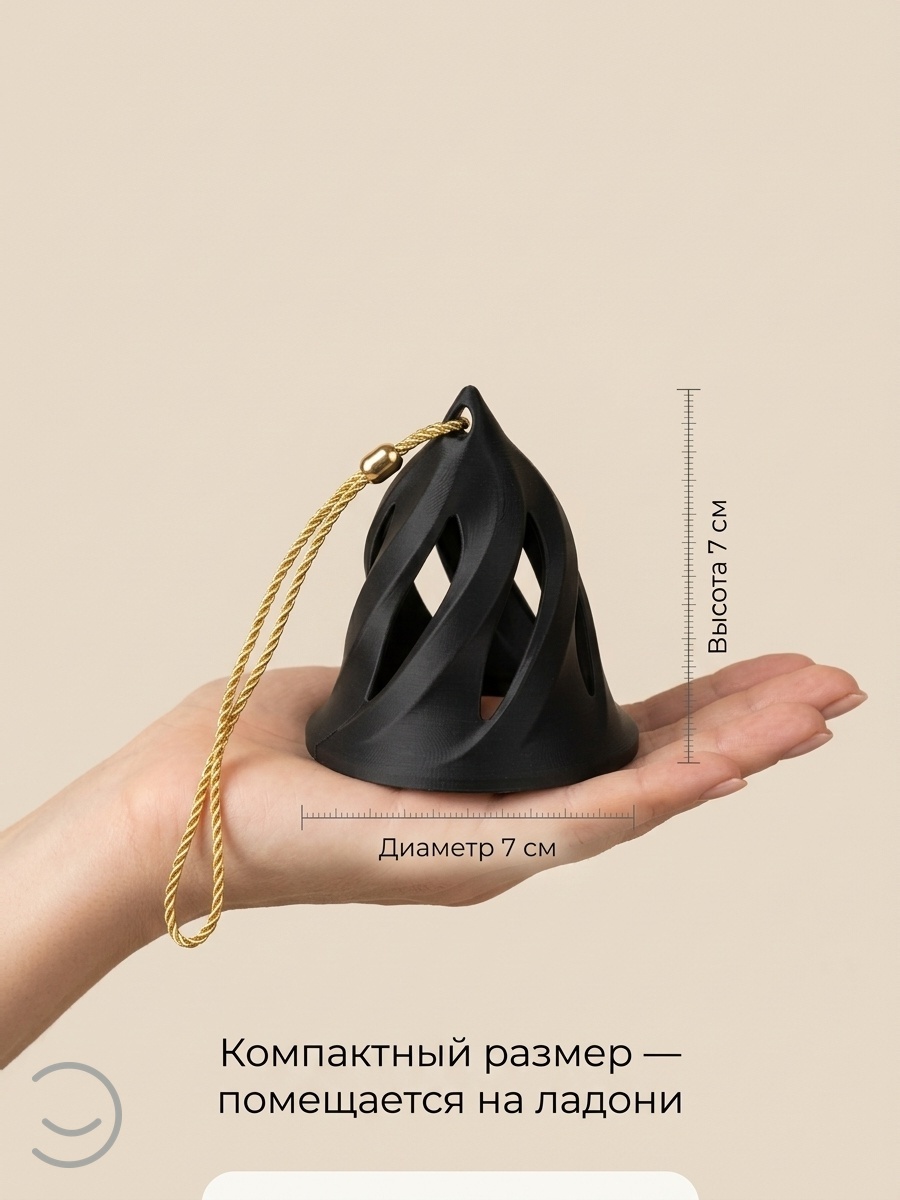 Высота 7 см
Диаметр 7 см
Компактный размер —
помещается на ладони